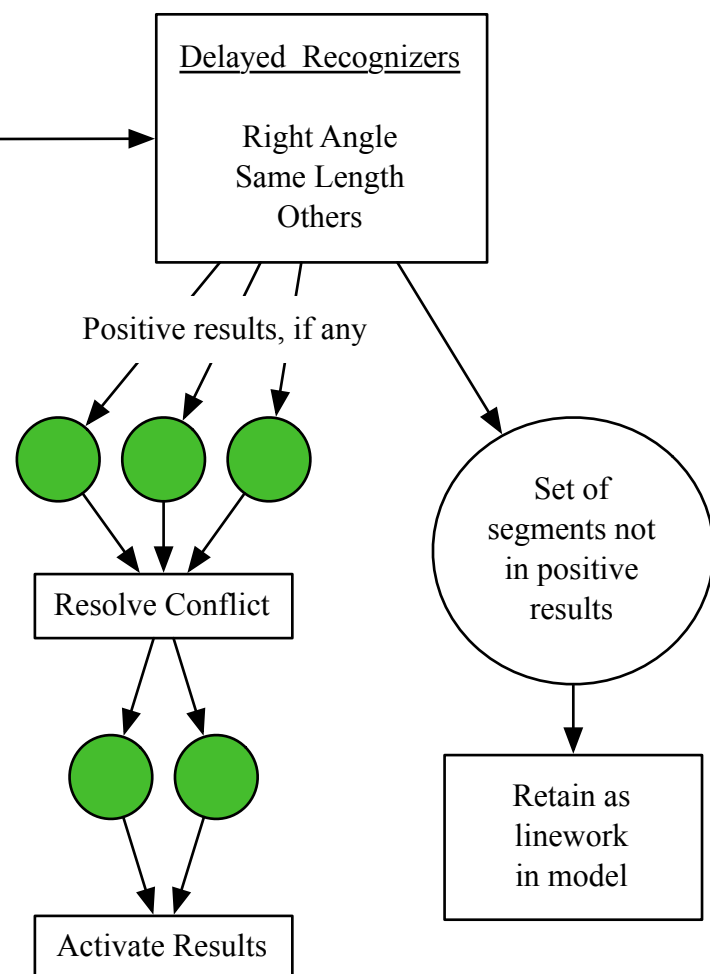 Delayed Recognizers
Right Angle
Same Length
Others
Positive results, if any
Set of
segments not
in positive
results
Resolve Conflict
Retain as
linework
in model
Activate Results